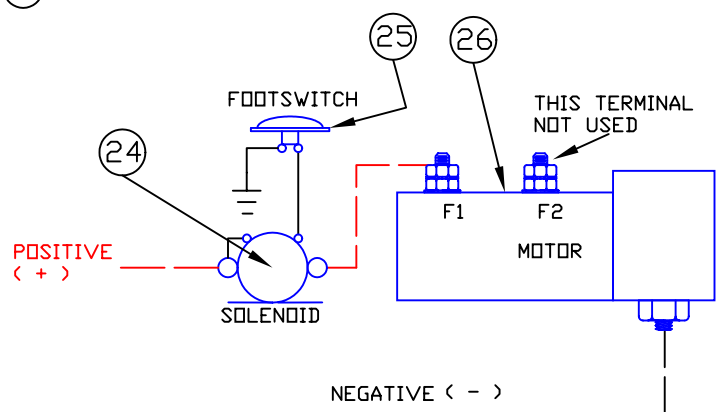 25
26
FOOTSWITCH
THIS TERMINAL
NOT USED
24
F1
F2
POSITIVE
( + )
MOTOR
SOLENOID
NEGATIVE ( - )